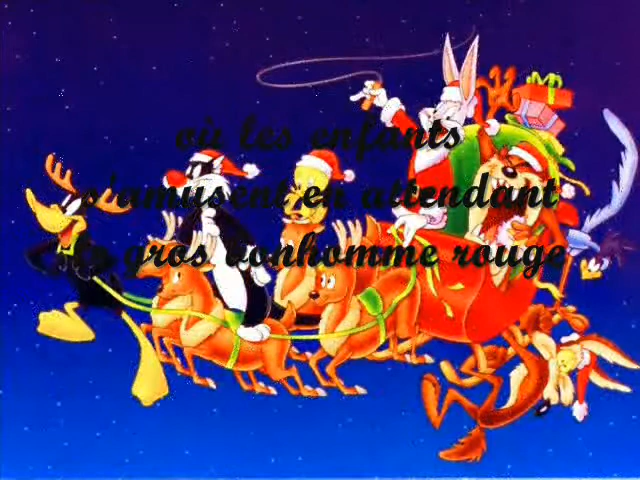 où les enfants
s'amusent en attendant
le gros bonhomme rouge